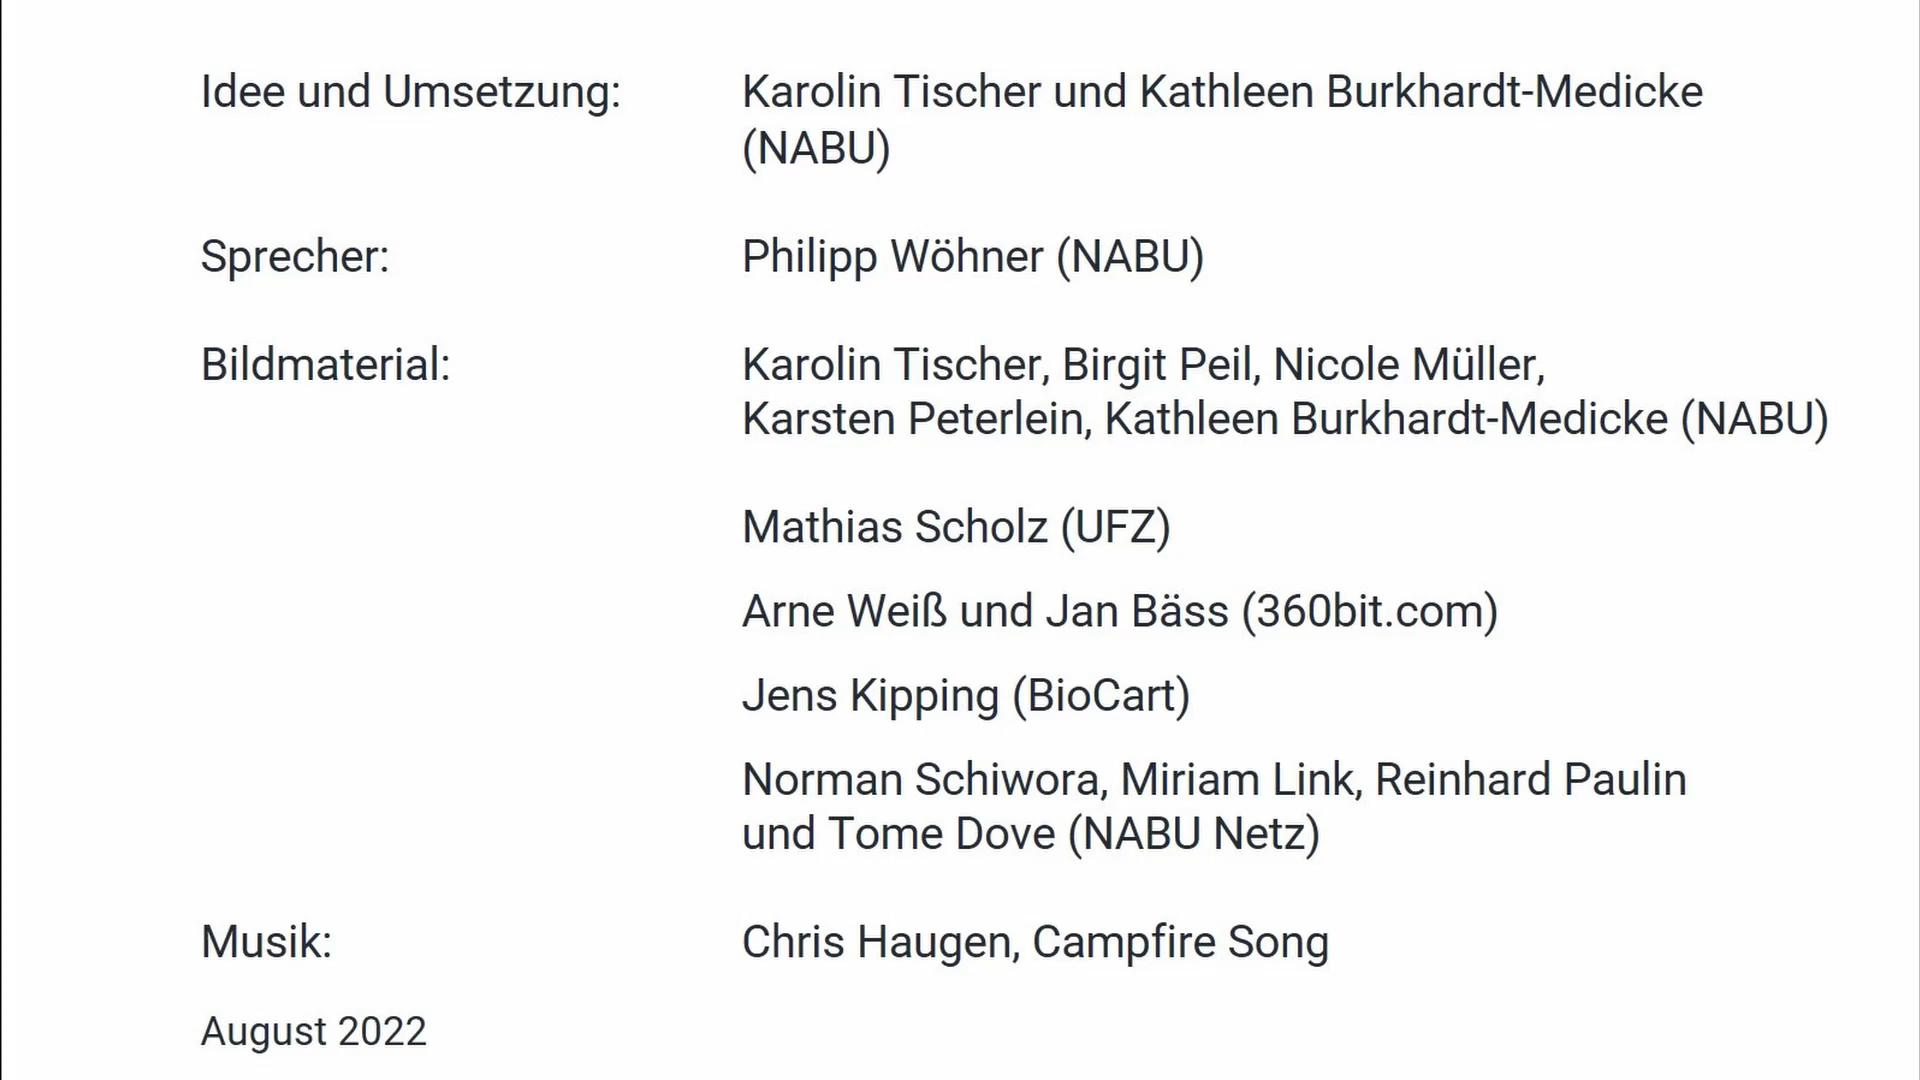 Idee und Umsetzung: Karolin Tischer und Kathleen Burkhardt-Medicke
(NABU)
Sprecher: Philipp Wöhner (NABU)
Bildmaterial: Karolin Tischer, Birgit Peil, Nicole Müller,
Karsten Peterlein, Kathleen Burkhardt-Medicke (NABU)
Mathias Scholz (UFZ)
Arne Weiß und Jan Bäss (360bit.com)
Jens Kipping (BioCart)
Norman Schiwora, Miriam Link, Reinhard Paulin
und Tome Dove (NABU Netz)
Musik: Chris Haugen, Campfire Song
August 2022